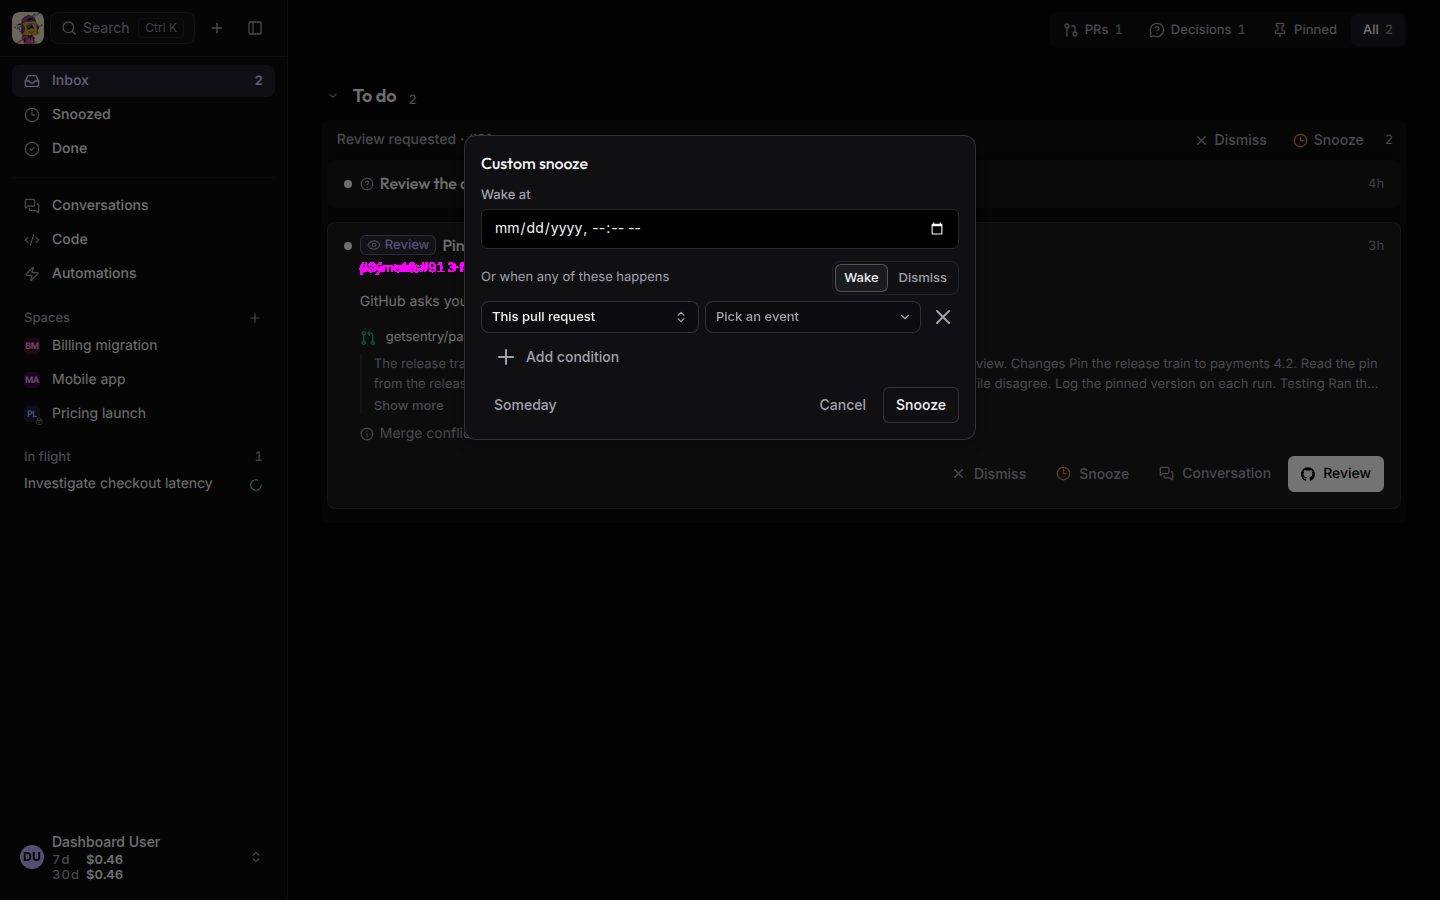 Search Ctrl K
PRs 1 Decisions 1 Pinned All 2
Inbox 2
Snoozed
Done
Conversations
Code
Automations
Spaces
BM Billing migration
MA Mobile app
PL Pricing launch
In flight 1
Investigate checkout latency
DU Dashboard User
7d $0.46
30d $0.46
To do 2
Review requested · Dismiss Snooze 2
Review the 4h
Review Pin 3h
GitHub asks you
getsentry/pa
The release tra view. Changes Pin the release train to payments 4.2. Read the pin
from the releas file disagree. Log the pinned version on each run. Testing Ran th...
Show more
Merge conflic
Dismiss Snooze Conversation Review
Custom snooze
Wake at
mm/dd/yyyy, --:-- --
Or when any of these happens Wake Dismiss
This pull request Pick an event
Add condition
Someday Cancel Snooze